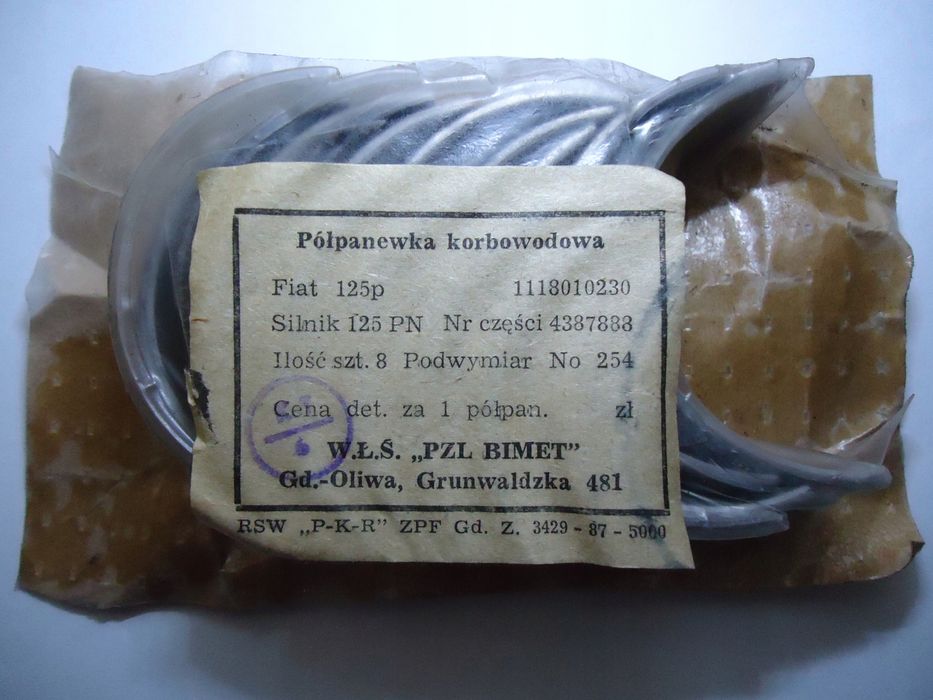 Półpanewka korbowodowa
Fiat 125p 1118010230
Silnik 125 PN Nr części 4387888
Ilość szt. 8 Podwymiar No 254
Cena det. za 1 półpan. zł
W.Ł.Ś. „PZL BIMET”
Gd.-Oliwa, Grunwaldzka 481
RSW „P-K-R” ZPF Gd. Z. 3429 - 87 - 5000